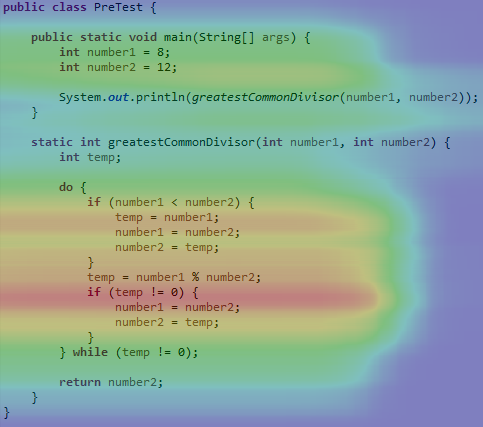 public class PreTest {
public static void main(String[] args) {
int number1 = 8;
int number2 = 12;
System.out.println(greatestCommonDivisor(number1, number2));
}
static int greatestCommonDivisor(int number1, int number2) {
int temp;
do {
if (number1 < number2) {
temp = number1;
number1 = number2;
number2 = temp;
}
temp = number1 % number2;
if (temp != 0) {
number1 = number2;
number2 = temp;
}
} while (temp != 0);
return number2;
}
}